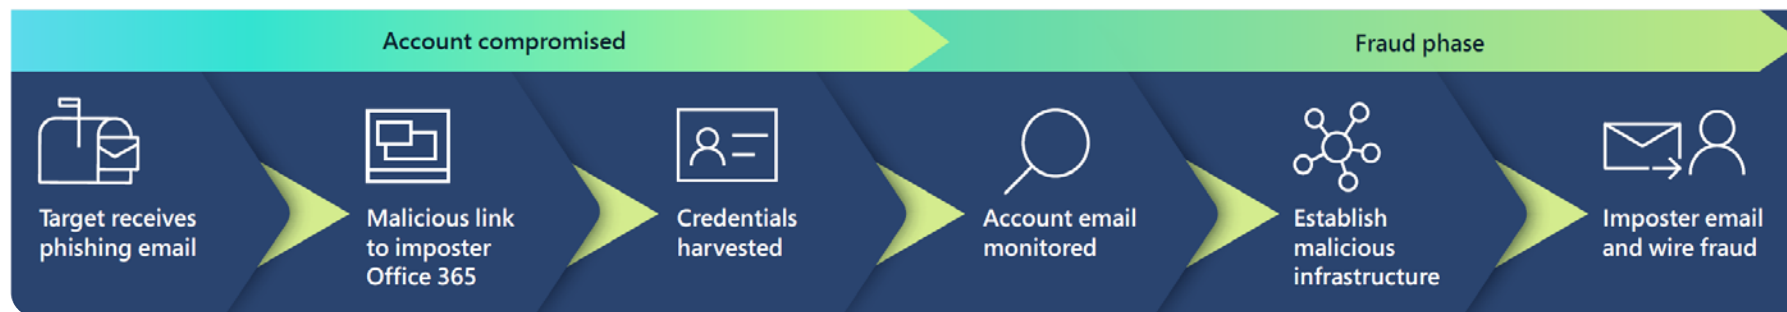 Account compromised
Fraud phase
Target receives
phishing email
Malicious link
to imposter
Office 365
Credentials
harvested
Account email
monitored
Establish
malicious
infrastructure
Imposter email
and wire fraud